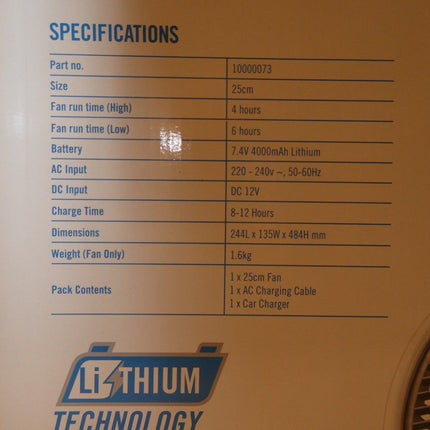 SPECIFICATIONS
Part no. 10000073
Size 25cm
Fan run time (High) 4 hours
Fan run time (Low) 6 hours
Battery 7.4V 4000mAh Lithium
AC Input 220 - 240v ~, 50-60Hz
DC Input DC 12V
Charge Time 8-12 Hours
Dimensions 244L x 135W x 484H mm
Weight (Fan Only) 1.6kg
Pack Contents 1 x 25cm Fan
1 x AC Charging Cable
1 x Car Charger
LiTHIUM
TECHNOLOGY